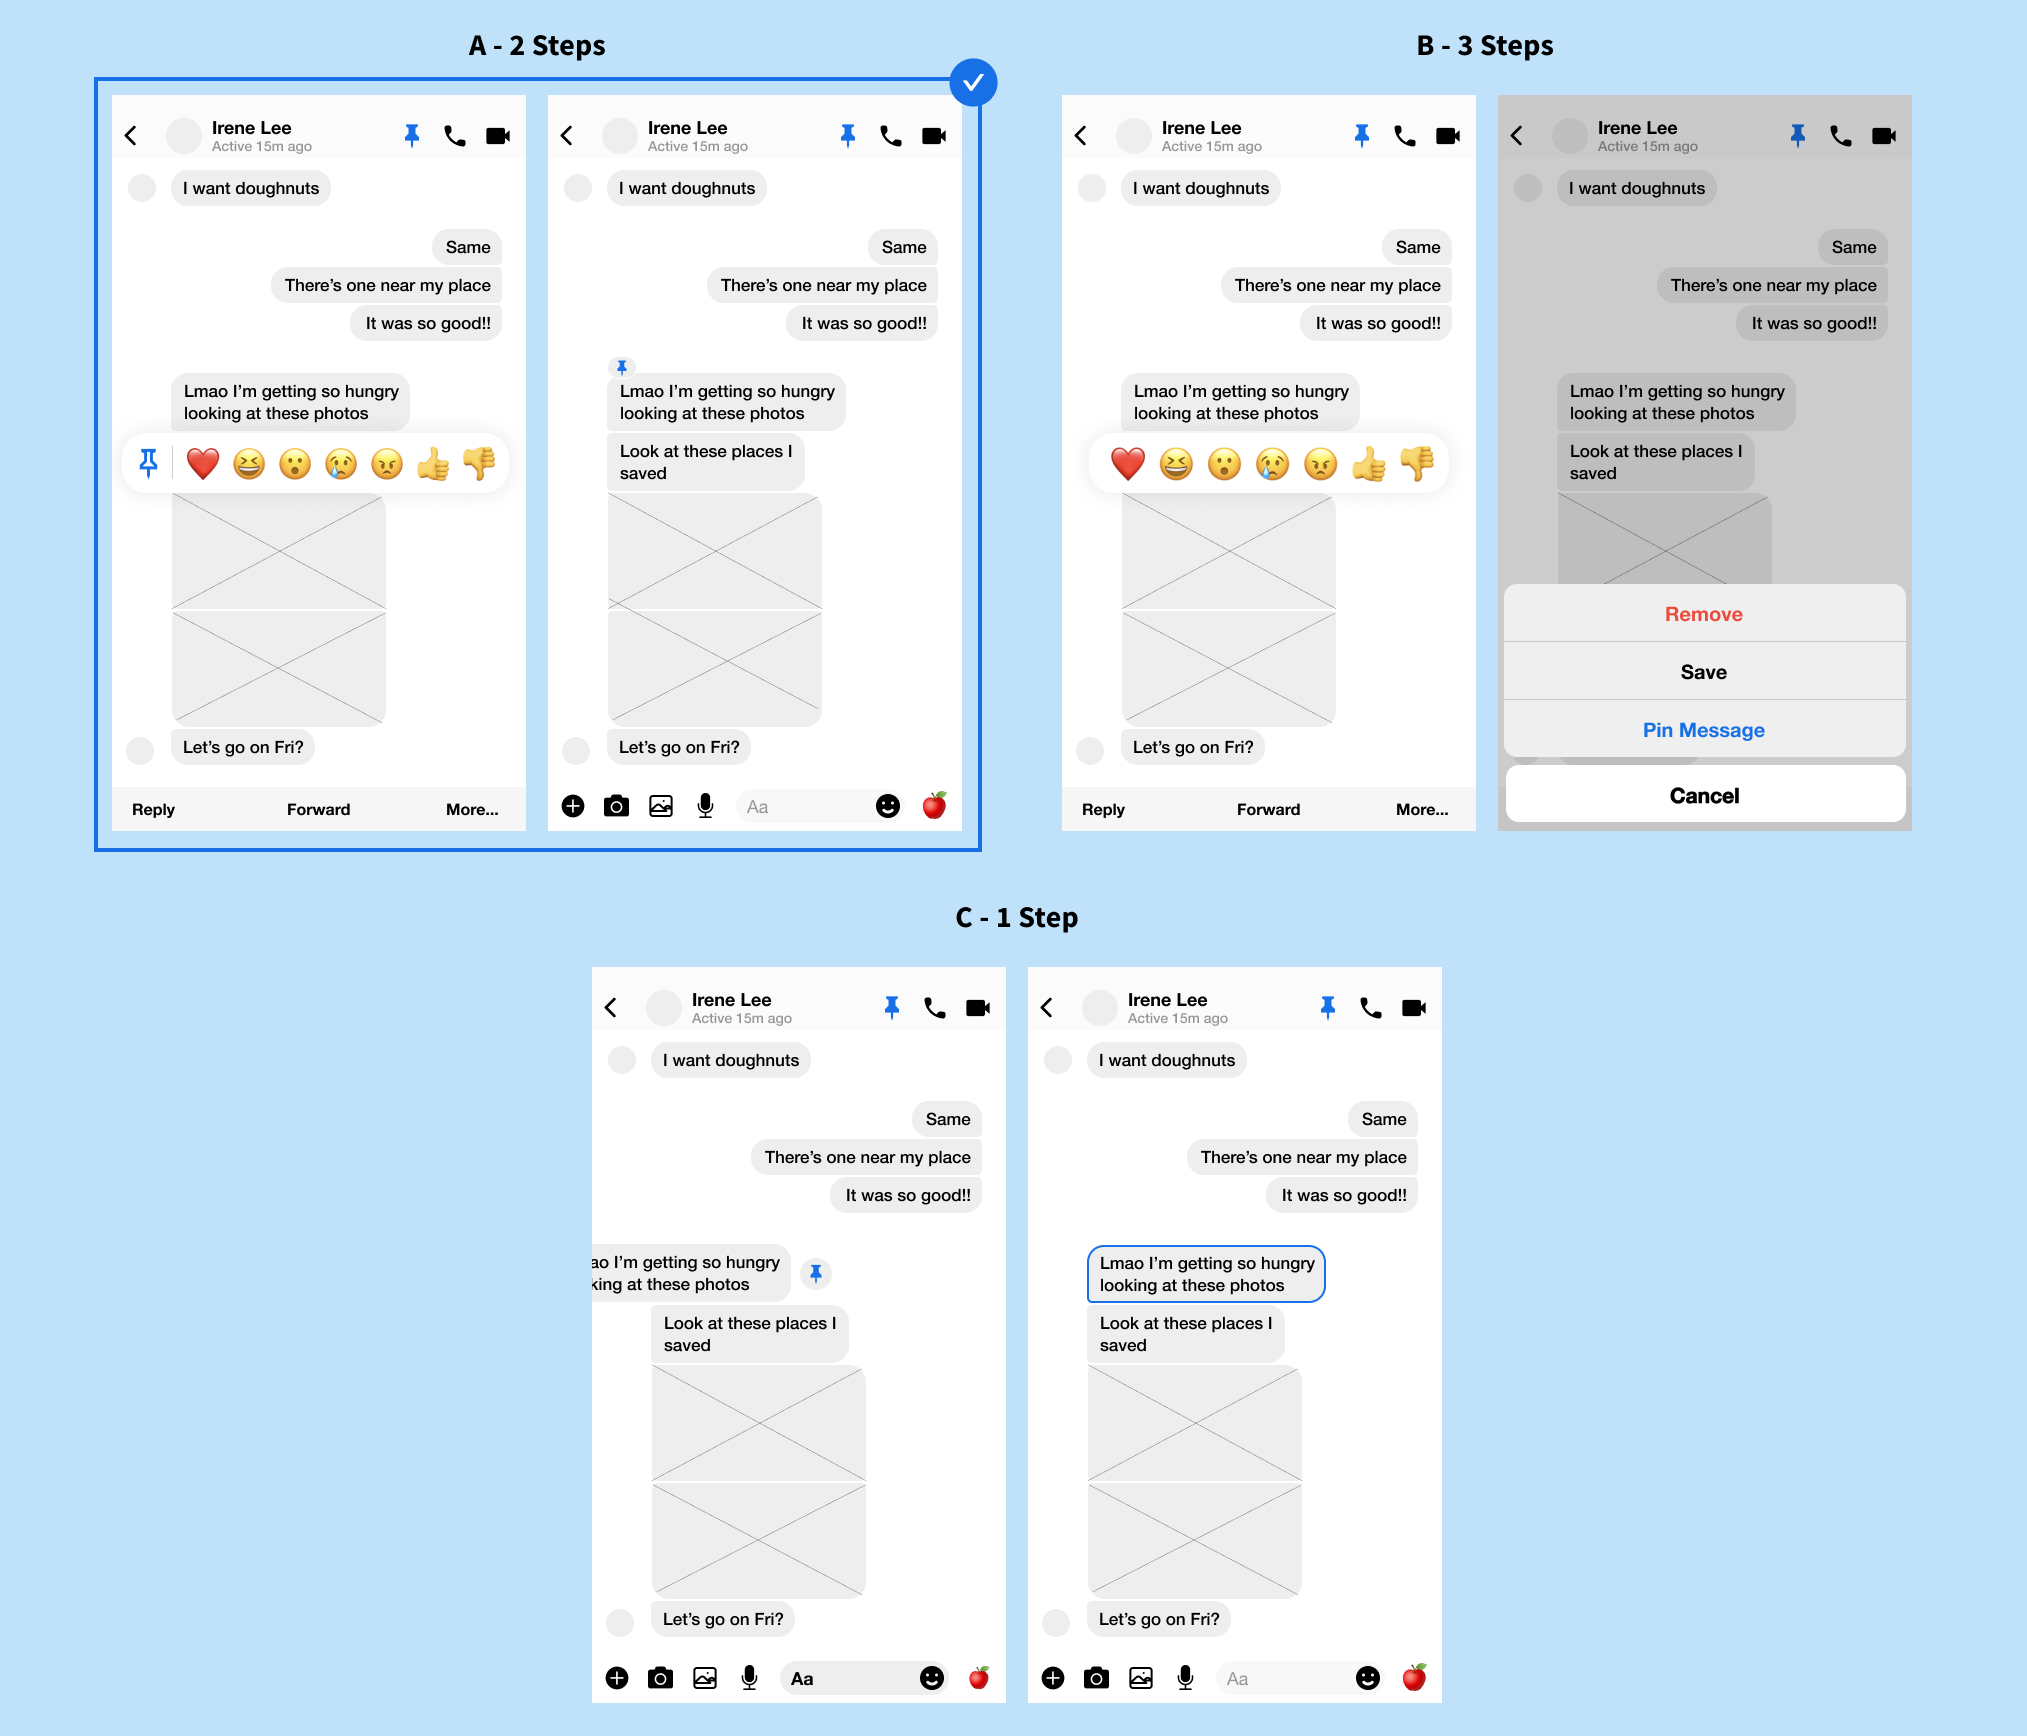 A - 2 Steps
B - 3 Steps
Irene Lee
Active 15m ago
I want doughnuts
Same
There's one near my place
It was so good!!
Lmao I'm getting so hungry
looking at these photos
Let's go on Fri?
Reply
Forward
More...
Irene Lee
Active 15m ago
I want doughnuts
Same
There's one near my place
It was so good!!
Lmao I'm getting so hungry
looking at these photos
Look at these places I
saved
Let's go on Fri?
Aa
Irene Lee
Active 15m ago
I want doughnuts
Same
There's one near my place
It was so good!!
Lmao I'm getting so hungry
looking at these photos
Let's go on Fri?
Reply
Forward
More...
Irene Lee
Active 15m ago
I want doughnuts
Same
There's one near my place
It was so good!!
Lmao I'm getting so hungry
looking at these photos
Look at these places I
saved
Remove
Save
Pin Message
Cancel
C - 1 Step
Irene Lee
Active 15m ago
I want doughnuts
Same
There's one near my place
It was so good!!
ao I'm getting so hungry
king at these photos
Look at these places I
saved
Let's go on Fri?
Aa
Irene Lee
Active 15m ago
I want doughnuts
Same
There's one near my place
It was so good!!
Lmao I'm getting so hungry
looking at these photos
Look at these places I
saved
Let's go on Fri?
Aa